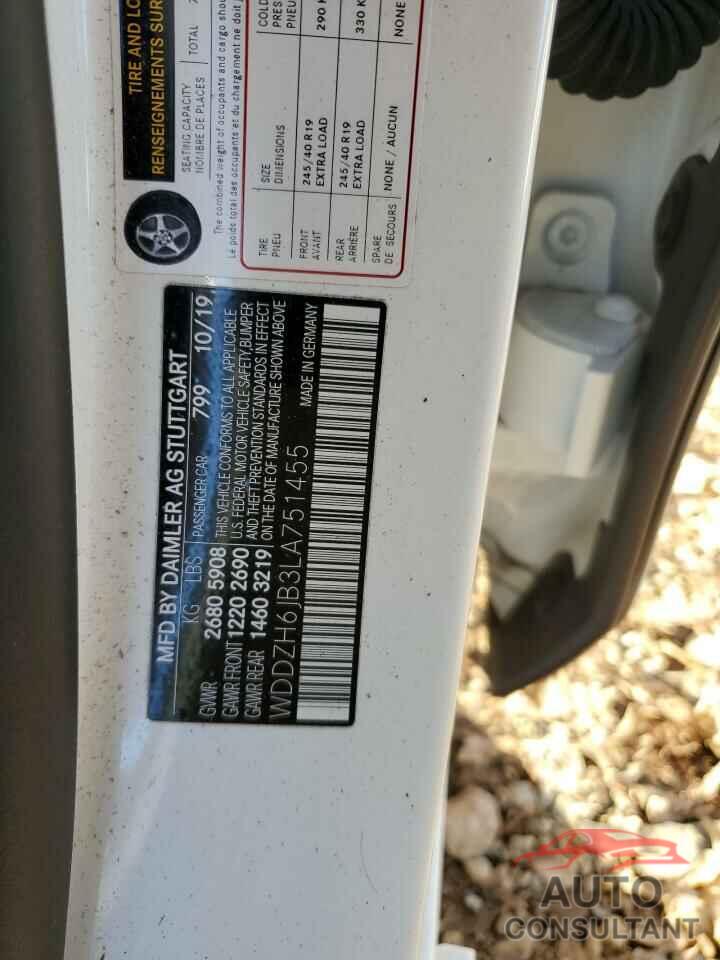 TIRE AND LO
RENSEIGNEMENTS SUR
SEATING CAPACITY
NOMBRE DE PLACES
TOTAL
The combined weight of occupants and cargo shou
Le poids total des occupants et du chargement ne doit
TIRE
PNEU
SIZE
DIMENSIONS
COLD
PRES
PNEU
FRONT
AVANT
245/40 R19
EXTRA LOAD
290 K
REAR
ARRIÈRE
245/40 R19
EXTRA LOAD
330 K
SPARE
DE SECOURS
NONE / AUCUN
NONE
MFD BY DAIMLER AG STUTTGART
KG LBS PASSENGER CAR 799 10/19
GVWR 2680 5908
GAWR FRONT 1220 2690
GAWR REAR 1460 3219
THIS VEHICLE CONFORMS TO ALL APPLICABLE
U.S. FEDERAL MOTOR VEHICLE SAFETY, BUMPER
AND THEFT PREVENTION STANDARDS IN EFFECT
ON THE DATE OF MANUFACTURE SHOWN ABOVE
WDDZH6JB3LA751455 MADE IN GERMANY
AUTO
CONSULTANT